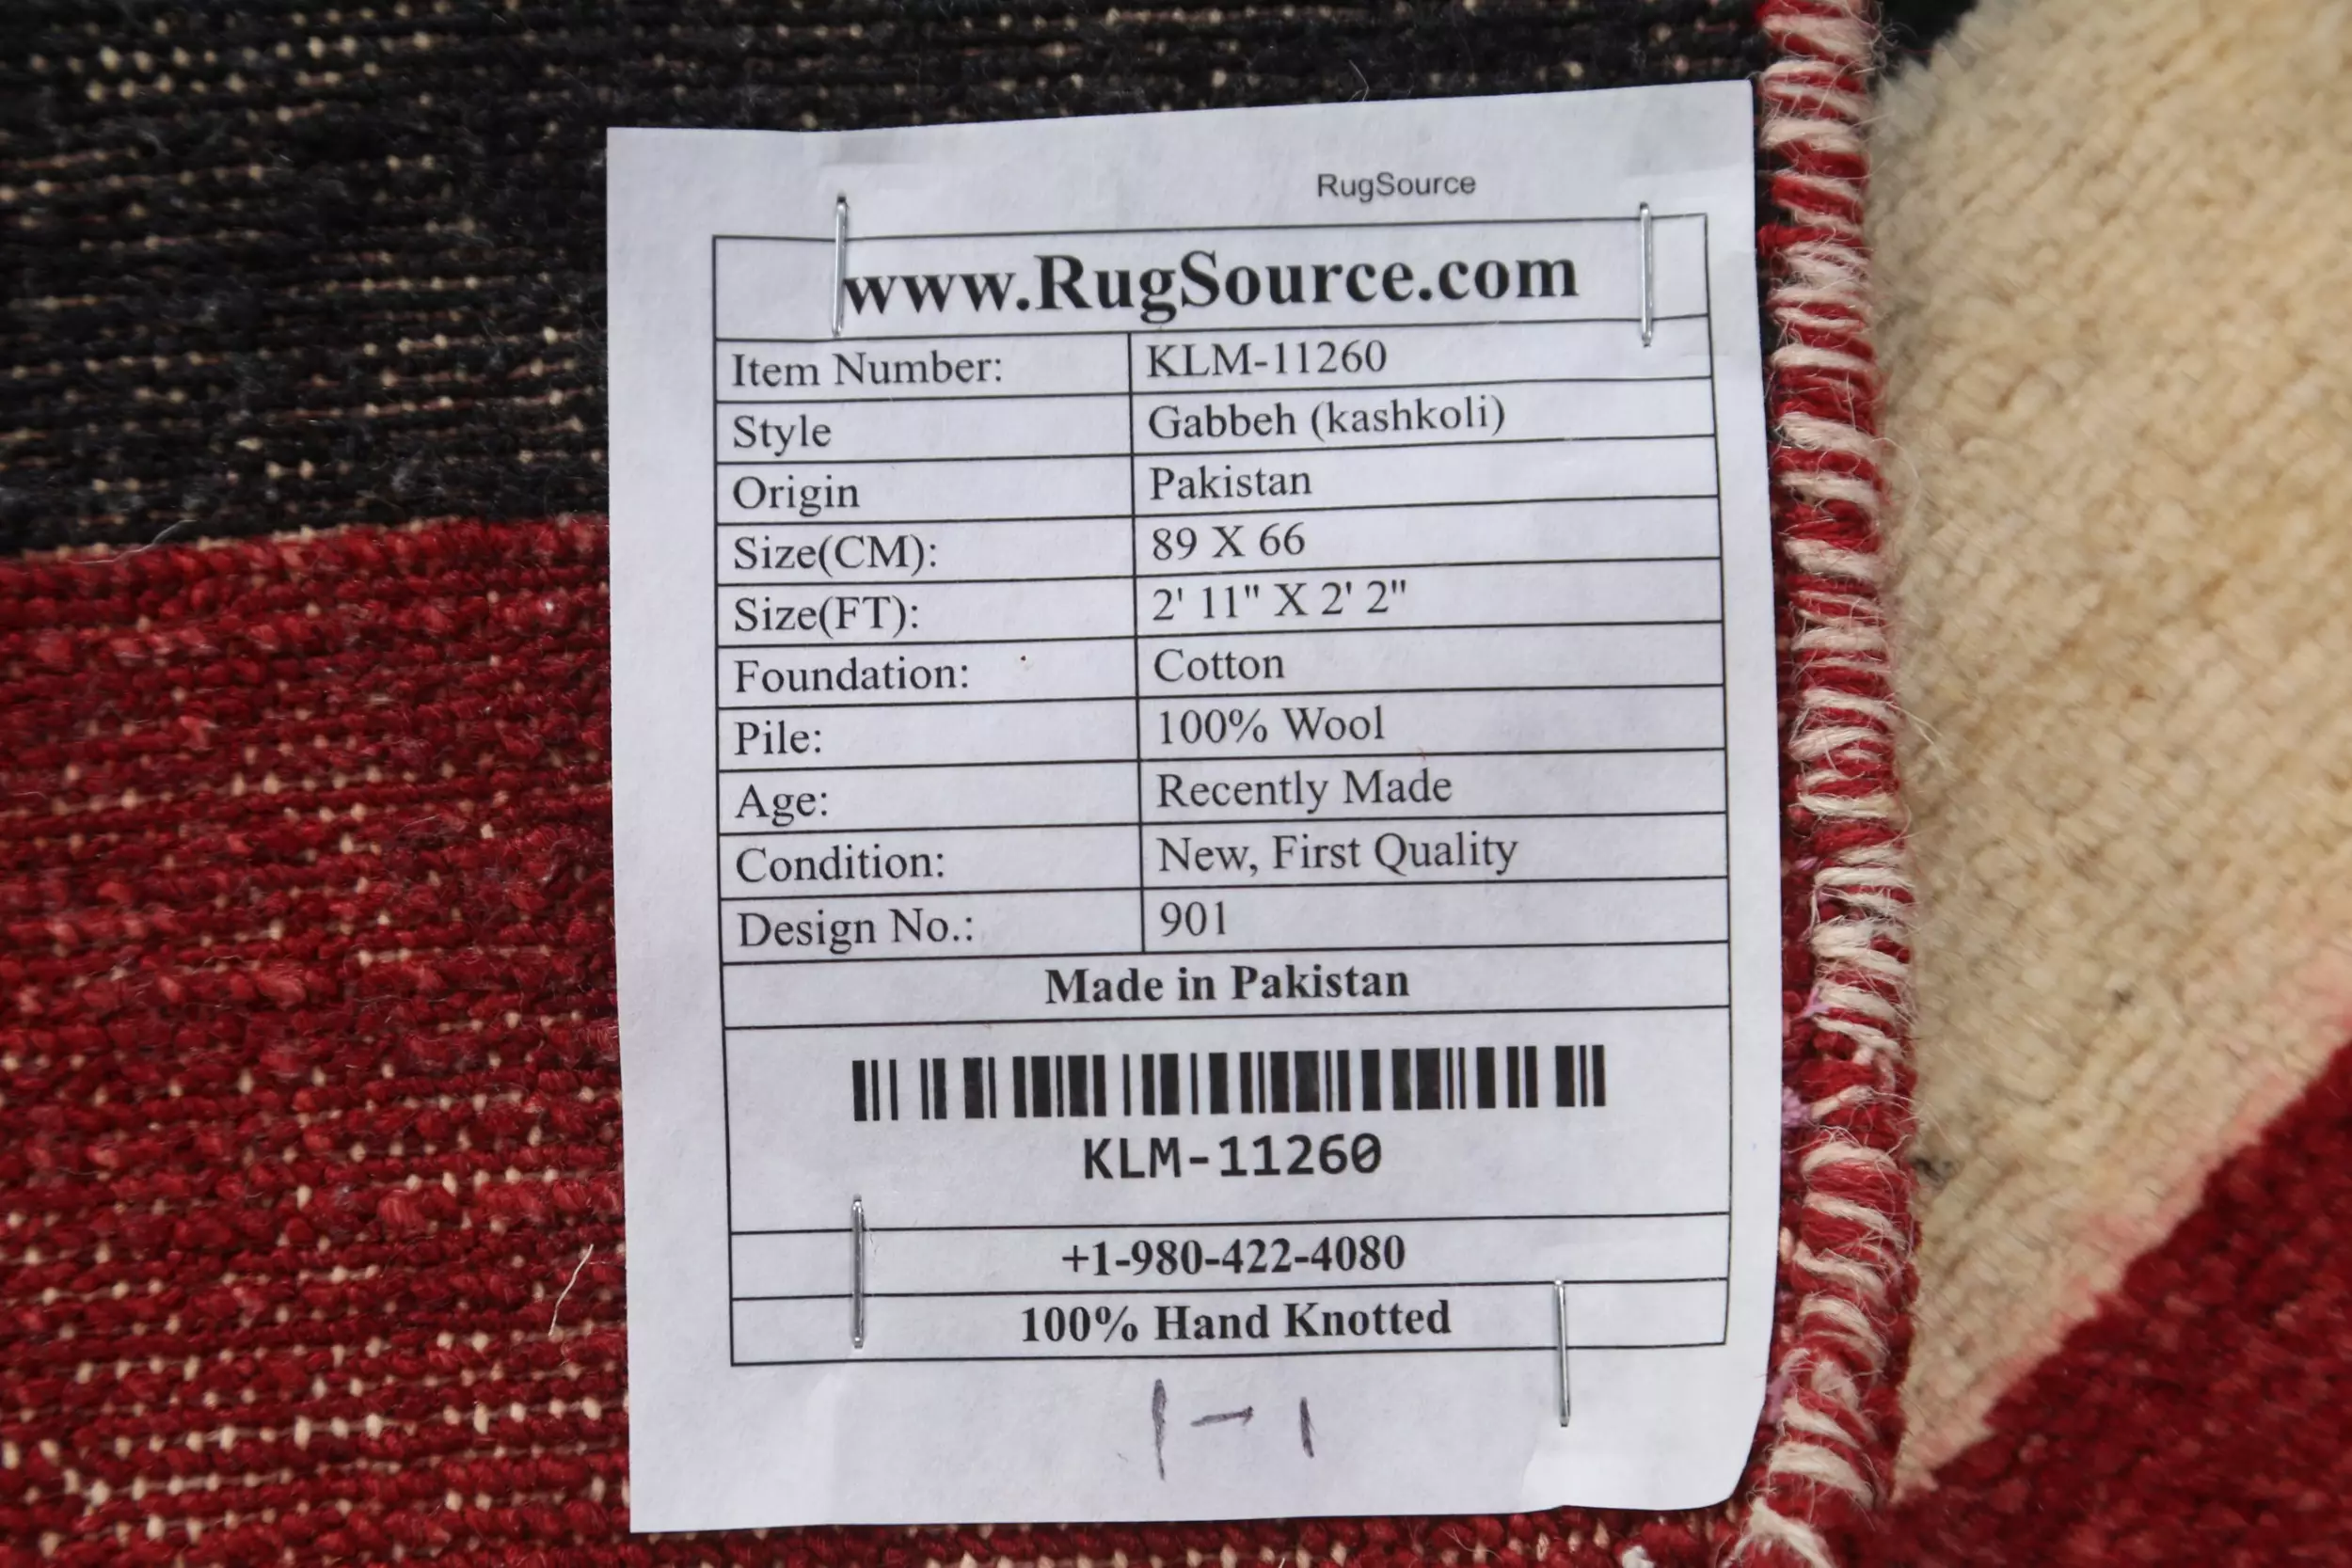 RugSource
www.RugSource.com
Item Number: KLM-11260
Style Gabbeh (kashkoli)
Origin Pakistan
Size(CM): 89 X 66
Size(FT): 2' 11" X 2' 2"
Foundation: Cotton
Pile: 100% Wool
Age: Recently Made
Condition: New, First Quality
Design No.: 901
Made in Pakistan
KLM-11260
+1-980-422-4080
100% Hand Knotted
1-1